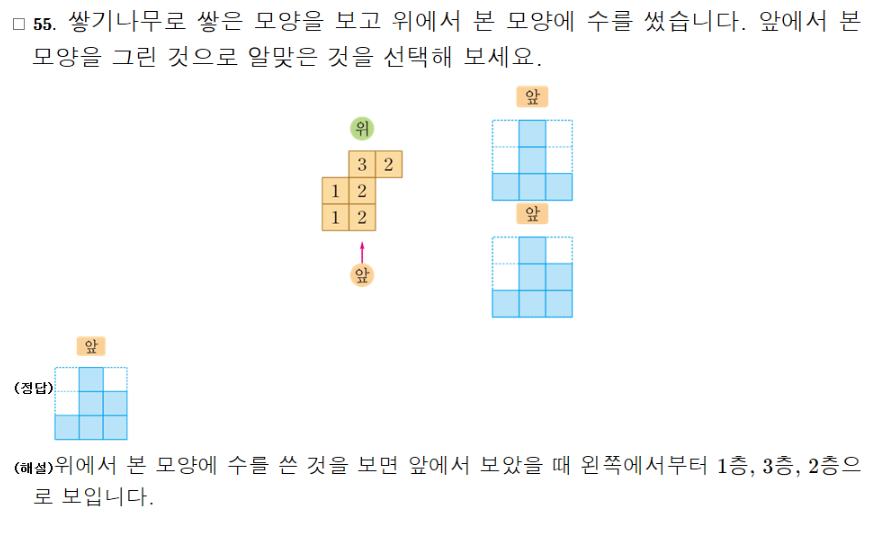 □ 55. 쌓기나무로 쌓은 모양을 보고 위에서 본 모양에 수를 썼습니다. 앞에서 본
모양을 그린 것으로 알맞은 것을 선택해 보세요.
앞
위
3 2
1 2
1 2
앞
앞
앞
(정답)
(해설)위에서 본 모양에 수를 쓴 것을 보면 앞에서 보았을 때 왼쪽에서부터 1층, 3층, 2층으
로 보입니다.